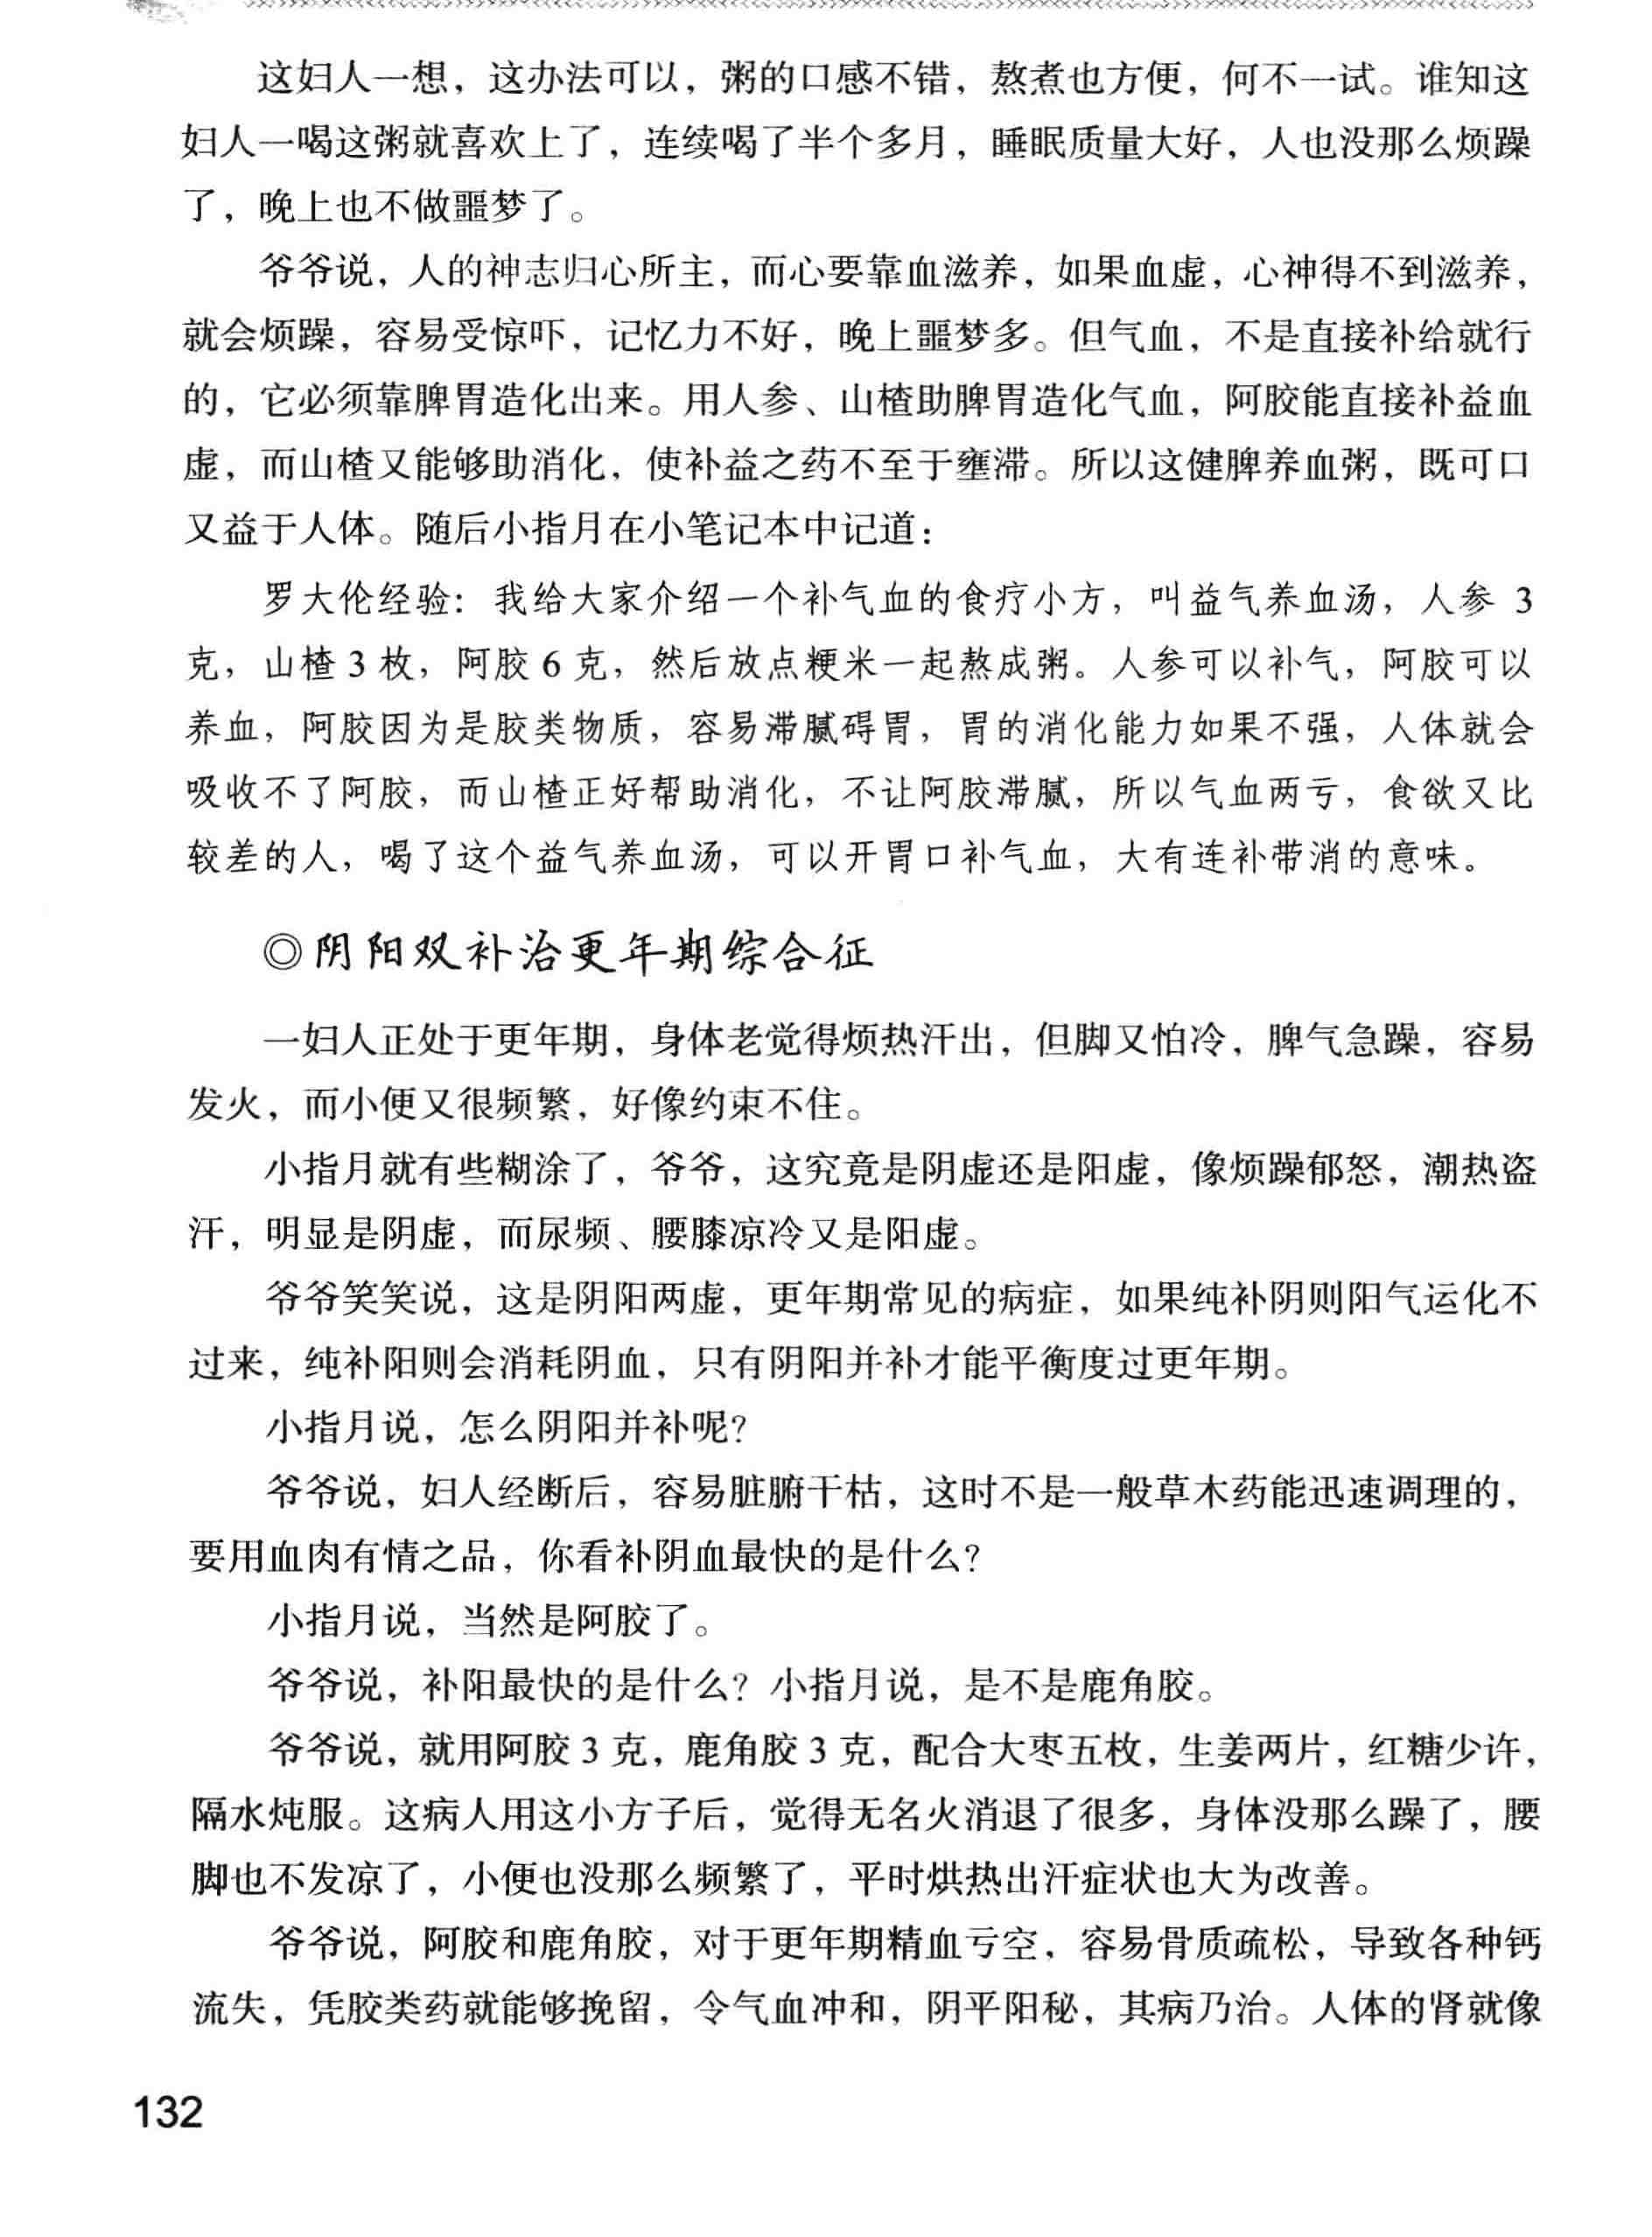 这妇人一想，这办法可以，粥的口感不错，熬煮也方便，何不一试。谁知这
妇人一喝这粥就喜欢上了，连续喝了半个多月，睡眠质量大好，人也没那么烦躁
了，晚上也不做噩梦了。
爷爷说，人的神志归心所主，而心要靠血滋养，如果血虚，心神得不到滋养，
就会烦躁，容易受惊吓，记忆力不好，晚上噩梦多。但气血，不是直接补给就行
的，它必须靠脾胃造化出来。用人参、山楂助脾胃造化气血，阿胶能直接补益血
虚，而山楂又能够助消化，使补益之药不至于壅滞。所以这健脾养血粥，既可口
又益于人体。随后小指月在小笔记本中记道：
罗大伦经验：我给大家介绍一个补气血的食疗小方，叫益气养血汤，人参 3
克，山楂 3 枚，阿胶 6 克，然后放点粳米一起熬成粥。人参可以补气，阿胶可以
养血，阿胶因为是胶类物质，容易滞腻碍胃，胃的消化能力如果不强，人体就会
吸收不了阿胶，而山楂正好帮助消化，不让阿胶滞腻，所以气血两亏，食欲又比
较差的人，喝了这个益气养血汤，可以开胃口补气血，大有连补带消的意味。
◎阴阳双补治更年期综合征
一妇人正处于更年期，身体老觉得烦热汗出，但脚又怕冷，脾气急躁，容易
发火，而小便又很频繁，好像约束不住。
小指月就有些糊涂了，爷爷，这究竟是阴虚还是阳虚，像烦躁郁怒，潮热盗
汗，明显是阴虚，而尿频、腰膝凉冷又是阳虚。
爷爷笑笑说，这是阴阳两虚，更年期常见的病症，如果纯补阴则阳气运化不
过来，纯补阳则会消耗阴血，只有阴阳并补才能平衡度过更年期。
小指月说，怎么阴阳并补呢？
爷爷说，妇人经断后，容易脏腑干枯，这时不是一般草木药能迅速调理的，
要用血肉有情之品，你看补阴血最快的是什么？
小指月说，当然是阿胶了。
爷爷说，补阳最快的是什么？小指月说，是不是鹿角胶。
爷爷说，就用阿胶 3 克，鹿角胶 3 克，配合大枣五枚，生姜两片，红糖少许，
隔水炖服。这病人用这小方子后，觉得无名火消退了很多，身体没那么躁了，腰
脚也不发凉了，小便也没那么频繁了，平时烘热出汗症状也大为改善。
爷爷说，阿胶和鹿角胶，对于更年期精血亏空，容易骨质疏松，导致各种钙
流失，凭胶类药就能够挽留，令气血冲和，阴平阳秘，其病乃治。人体的肾就像
132